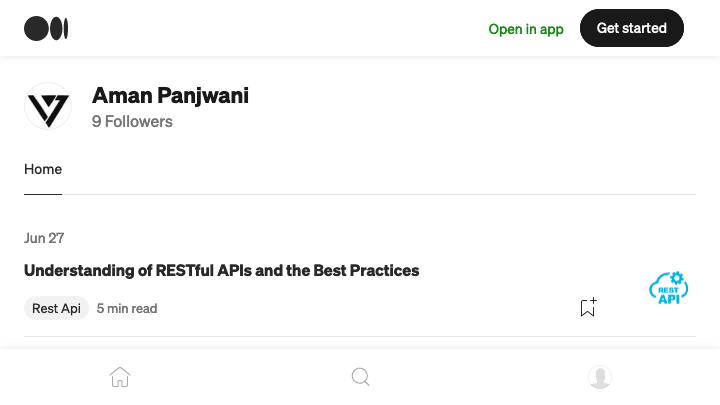 Open in app
Get started
Aman Panjwani
9 Followers
Home
Jun 27
Understanding of RESTful APIs and the Best Practices
REST
API
Rest Api
5 min read